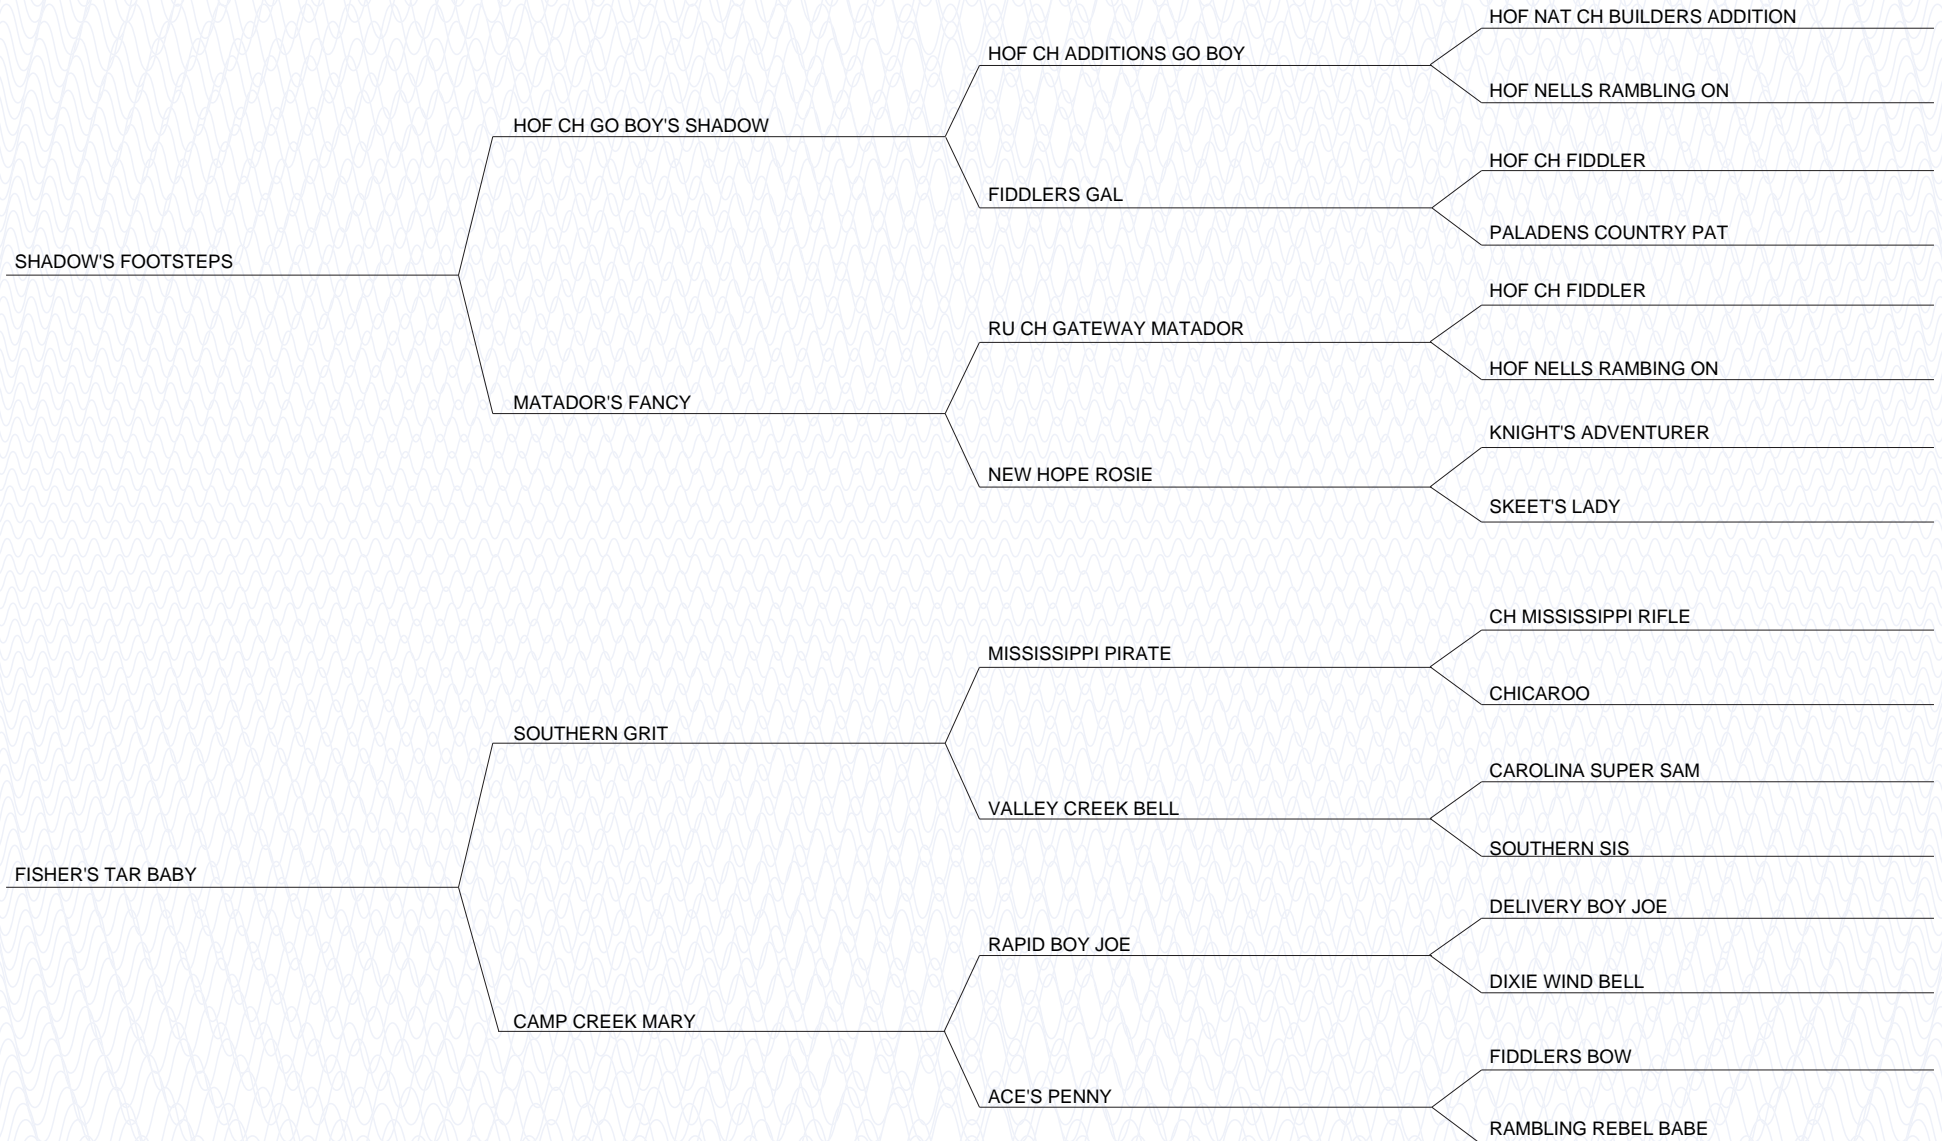 HOF NAT CH BUILDERS ADDITION
HOF CH ADDITIONS GO BOY
HOF NELLS RAMBLING ON
HOF CH GO BOY'S SHADOW
HOF CH FIDDLER
FIDDLERS GAL
PALADENS COUNTRY PAT
SHADOW'S FOOTSTEPS
HOF CH FIDDLER
RU CH GATEWAY MATADOR
HOF NELLS RAMBING ON
MATADOR'S FANCY
KNIGHT'S ADVENTURER
NEW HOPE ROSIE
SKEET'S LADY
CH MISSISSIPPI RIFLE
MISSISSIPPI PIRATE
CHICAROO
SOUTHERN GRIT
CAROLINA SUPER SAM
VALLEY CREEK BELL
SOUTHERN SIS
FISHER'S TAR BABY
DELIVERY BOY JOE
RAPID BOY JOE
DIXIE WIND BELL
CAMP CREEK MARY
FIDDLERS BOW
ACE'S PENNY
RAMBLING REBEL BABE